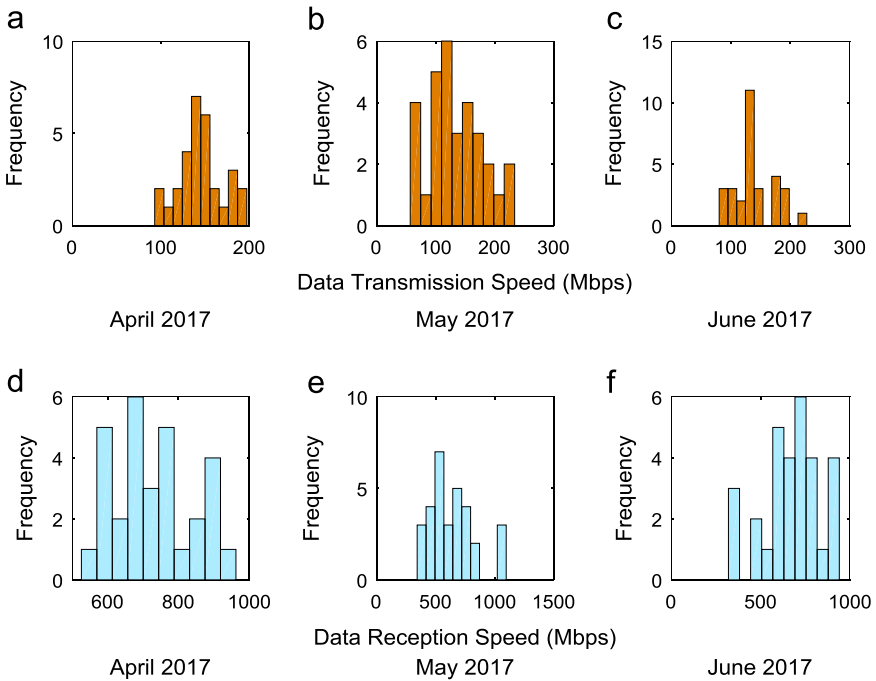 a
b
c
10
5
0
Frequency
0
100
200
6
4
2
0
Frequency
0
100
200
300
15
10
5
0
Frequency
0
100
200
300
Data Transmission Speed (Mbps)
April 2017
May 2017
June 2017
d
e
f
6
4
2
0
Frequency
600
800
1000
10
5
0
Frequency
0
500
1000
1500
6
4
2
0
Frequency
0
500
1000
Data Reception Speed (Mbps)
April 2017
May 2017
June 2017